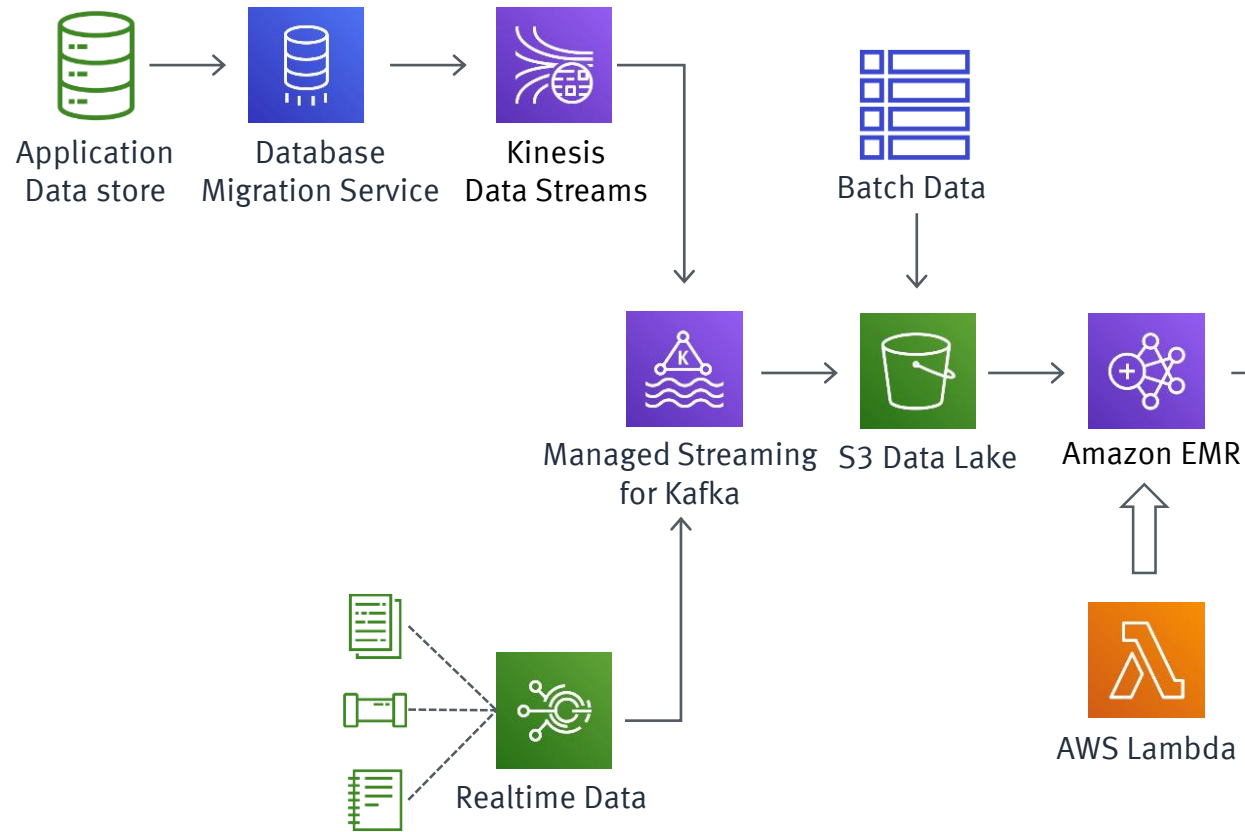 Application
Data store
Database
Migration Service
Kinesis
Data Streams
Batch Data
K
Managed Streaming
for Kafka
S3 Data Lake
Amazon EMR
Realtime Data
AWS Lambda